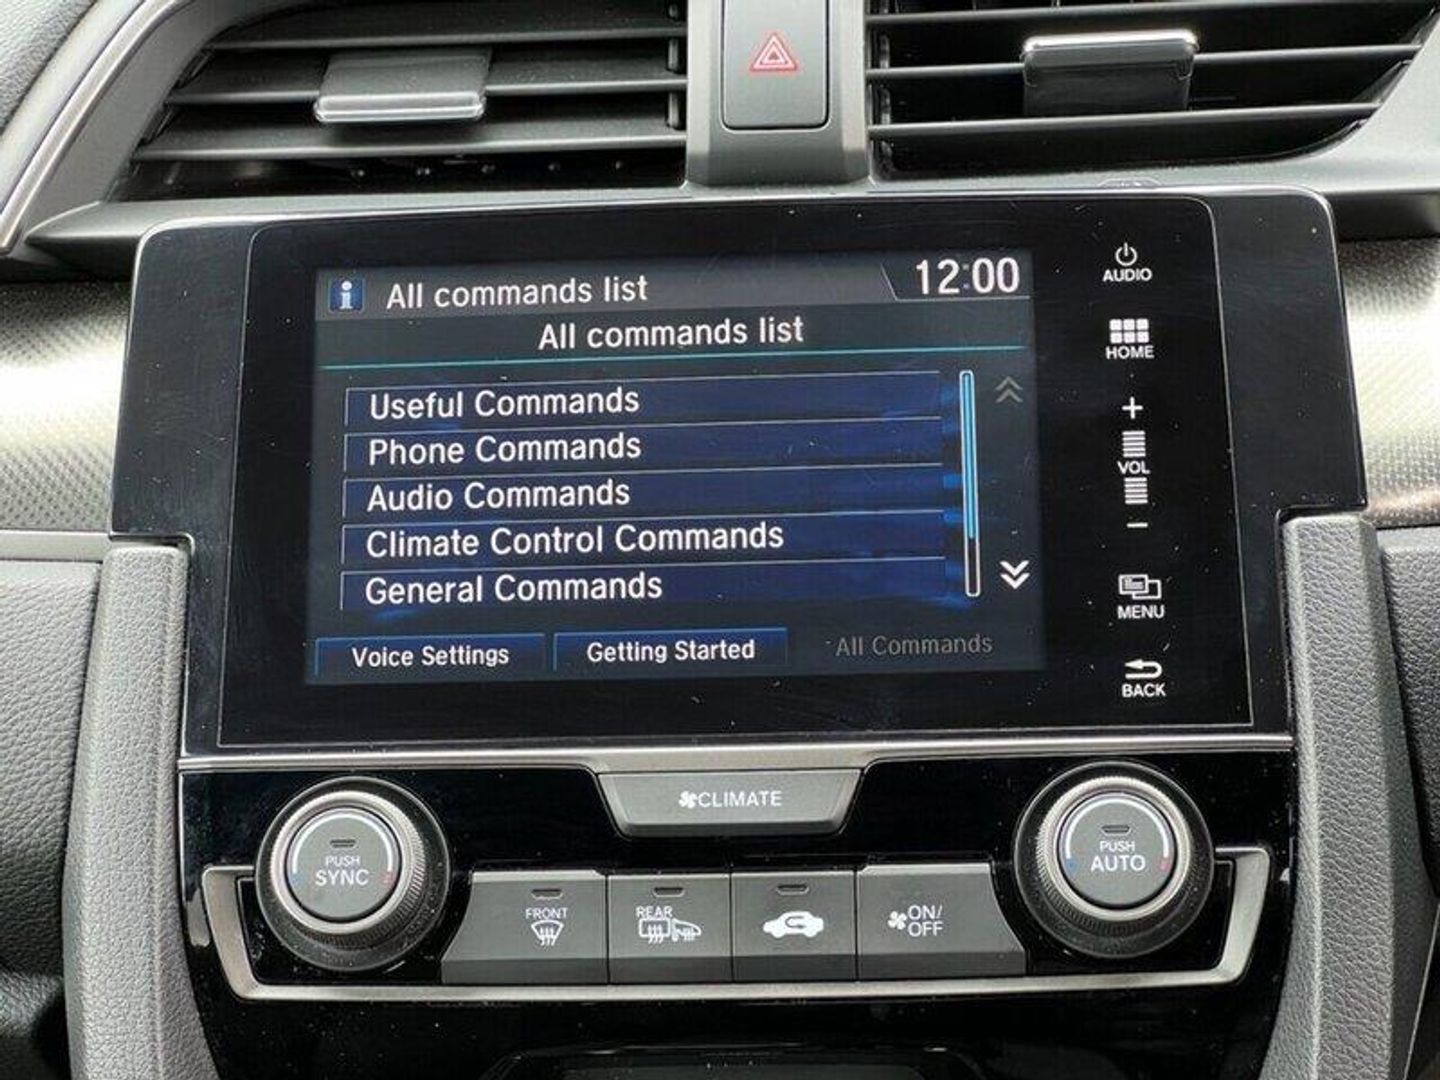 All commands list
12:00
All commands list
Useful Commands
Phone Commands
Audio Commands
Climate Control Commands
General Commands
Voice Settings
Getting Started
All Commands
AUDIO
HOME
+
VOL
−
MENU
BACK
CLIMATE
PUSH
SYNC
FRONT
REAR
ON/
OFF
PUSH
AUTO